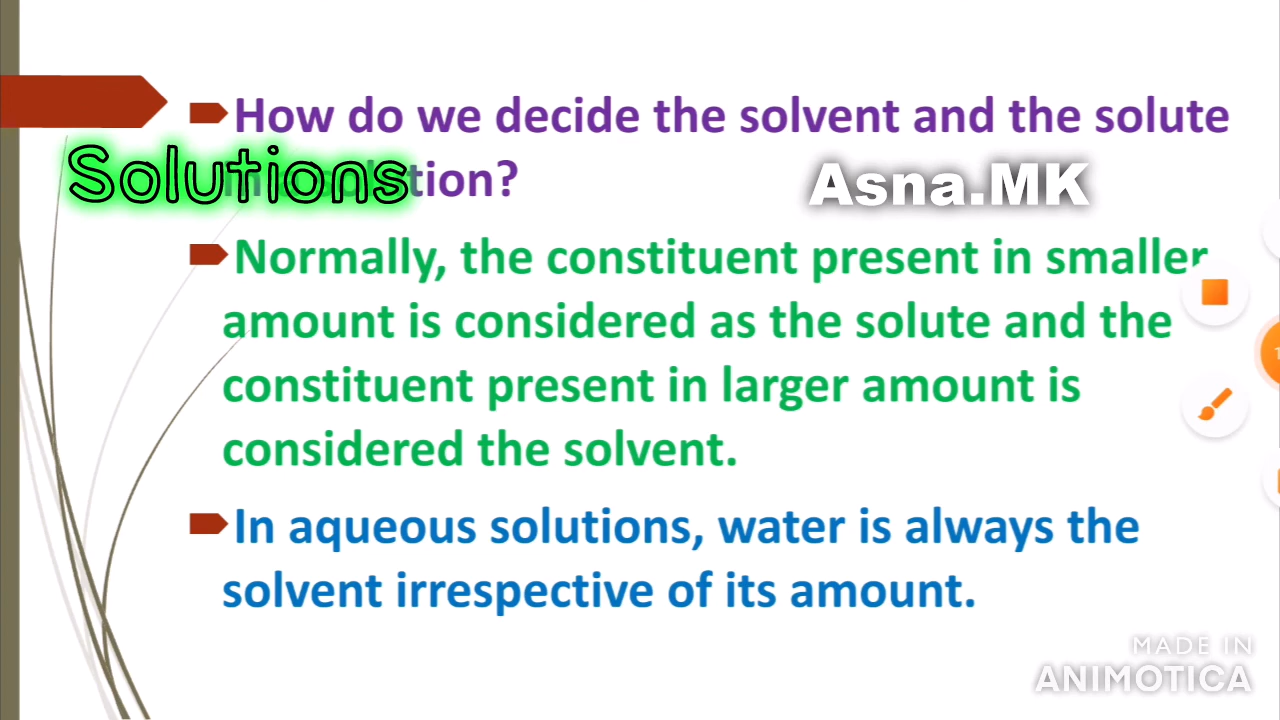 How do we decide the solvent and the solute
tion?
Solutions
Asna.MK
Normally, the constituent present in smaller
amount is considered as the solute and the
constituent present in larger amount is
considered the solvent.
In aqueous solutions, water is always the
solvent irrespective of its amount.
MADE IN
ANIMOTICA